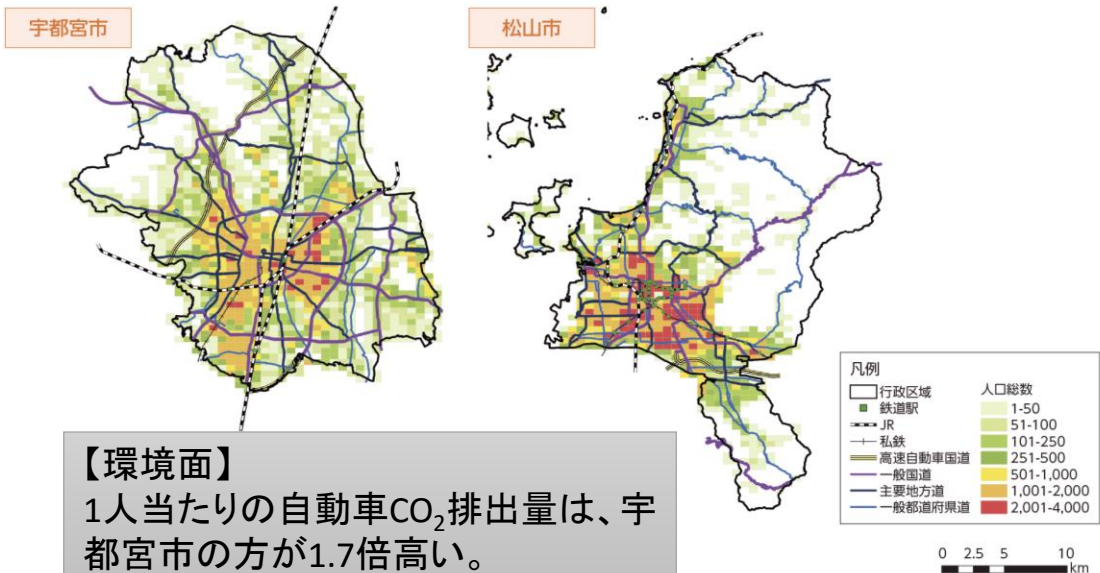 宇都宮市
松山市
凡例
行政区域
鉄道駅
JR
私鉄
高速自動車国道
一般国道
主要地方道
一般都道府県道
人口総数
1-50
51-100
101-250
251-500
501-1,000
1,001-2,000
2,001-4,000
【環境面】
1人当たりの自動車CO₂排出量は、宇
都宮市の方が1.7倍高い。
0 2.5 5 10
km